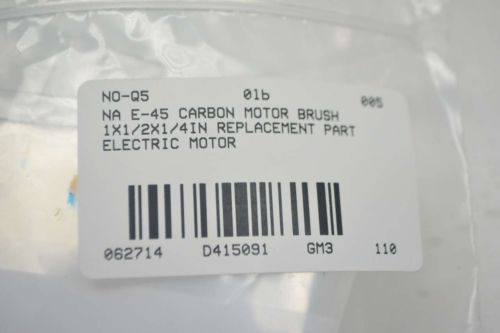 NO-Q5 01b 005
NA E-45 CARBON MOTOR BRUSH
1X1/2X1/4IN REPLACEMENT PART
ELECTRIC MOTOR
062714 D415091 GM3 110